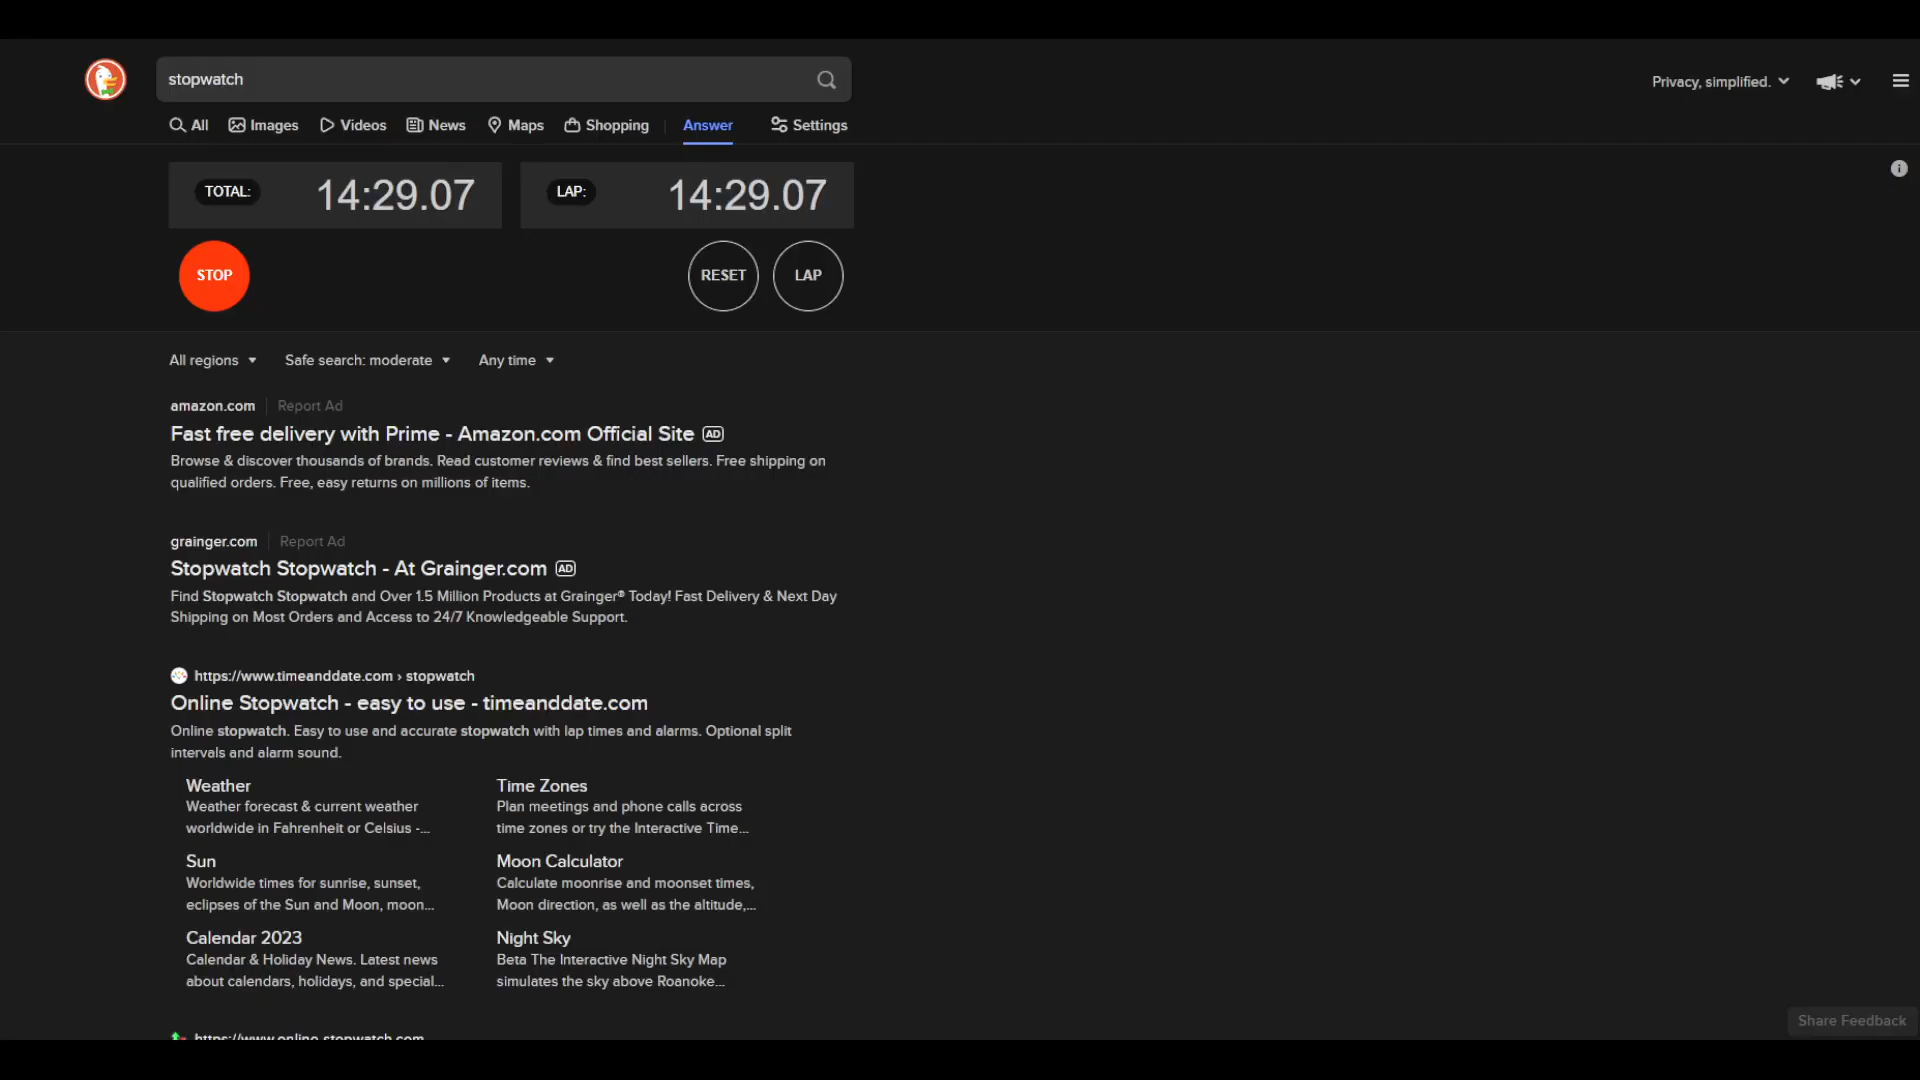 stopwatch
Privacy, simplified.
All Images Videos News Maps Shopping Answer Settings
TOTAL: 14:29.07 LAP: 14:29.07
STOP RESET LAP
All regions Safe search: moderate Any time
amazon.com Report Ad
Fast free delivery with Prime - Amazon.com Official Site AD
Browse & discover thousands of brands. Read customer reviews & find best sellers. Free shipping on
qualified orders. Free, easy returns on millions of items.
grainger.com Report Ad
Stopwatch Stopwatch - At Grainger.com AD
Find Stopwatch Stopwatch and Over 1.5 Million Products at Grainger® Today! Fast Delivery & Next Day
Shipping on Most Orders and Access to 24/7 Knowledgeable Support.
https://www.timeanddate.com › stopwatch
Online Stopwatch - easy to use - timeanddate.com
Online stopwatch. Easy to use and accurate stopwatch with lap times and alarms. Optional split
intervals and alarm sound.
Weather
Weather forecast & current weather
worldwide in Fahrenheit or Celsius -...
Time Zones
Plan meetings and phone calls across
time zones or try the Interactive Time...
Sun
Worldwide times for sunrise, sunset,
eclipses of the Sun and Moon, moon...
Moon Calculator
Calculate moonrise and moonset times,
Moon direction, as well as the altitude,...
Calendar 2023
Calendar & Holiday News. Latest news
about calendars, holidays, and special...
Night Sky
Beta The Interactive Night Sky Map
simulates the sky above Roanoke...
https://www.online-stopwatch.com
Share Feedback